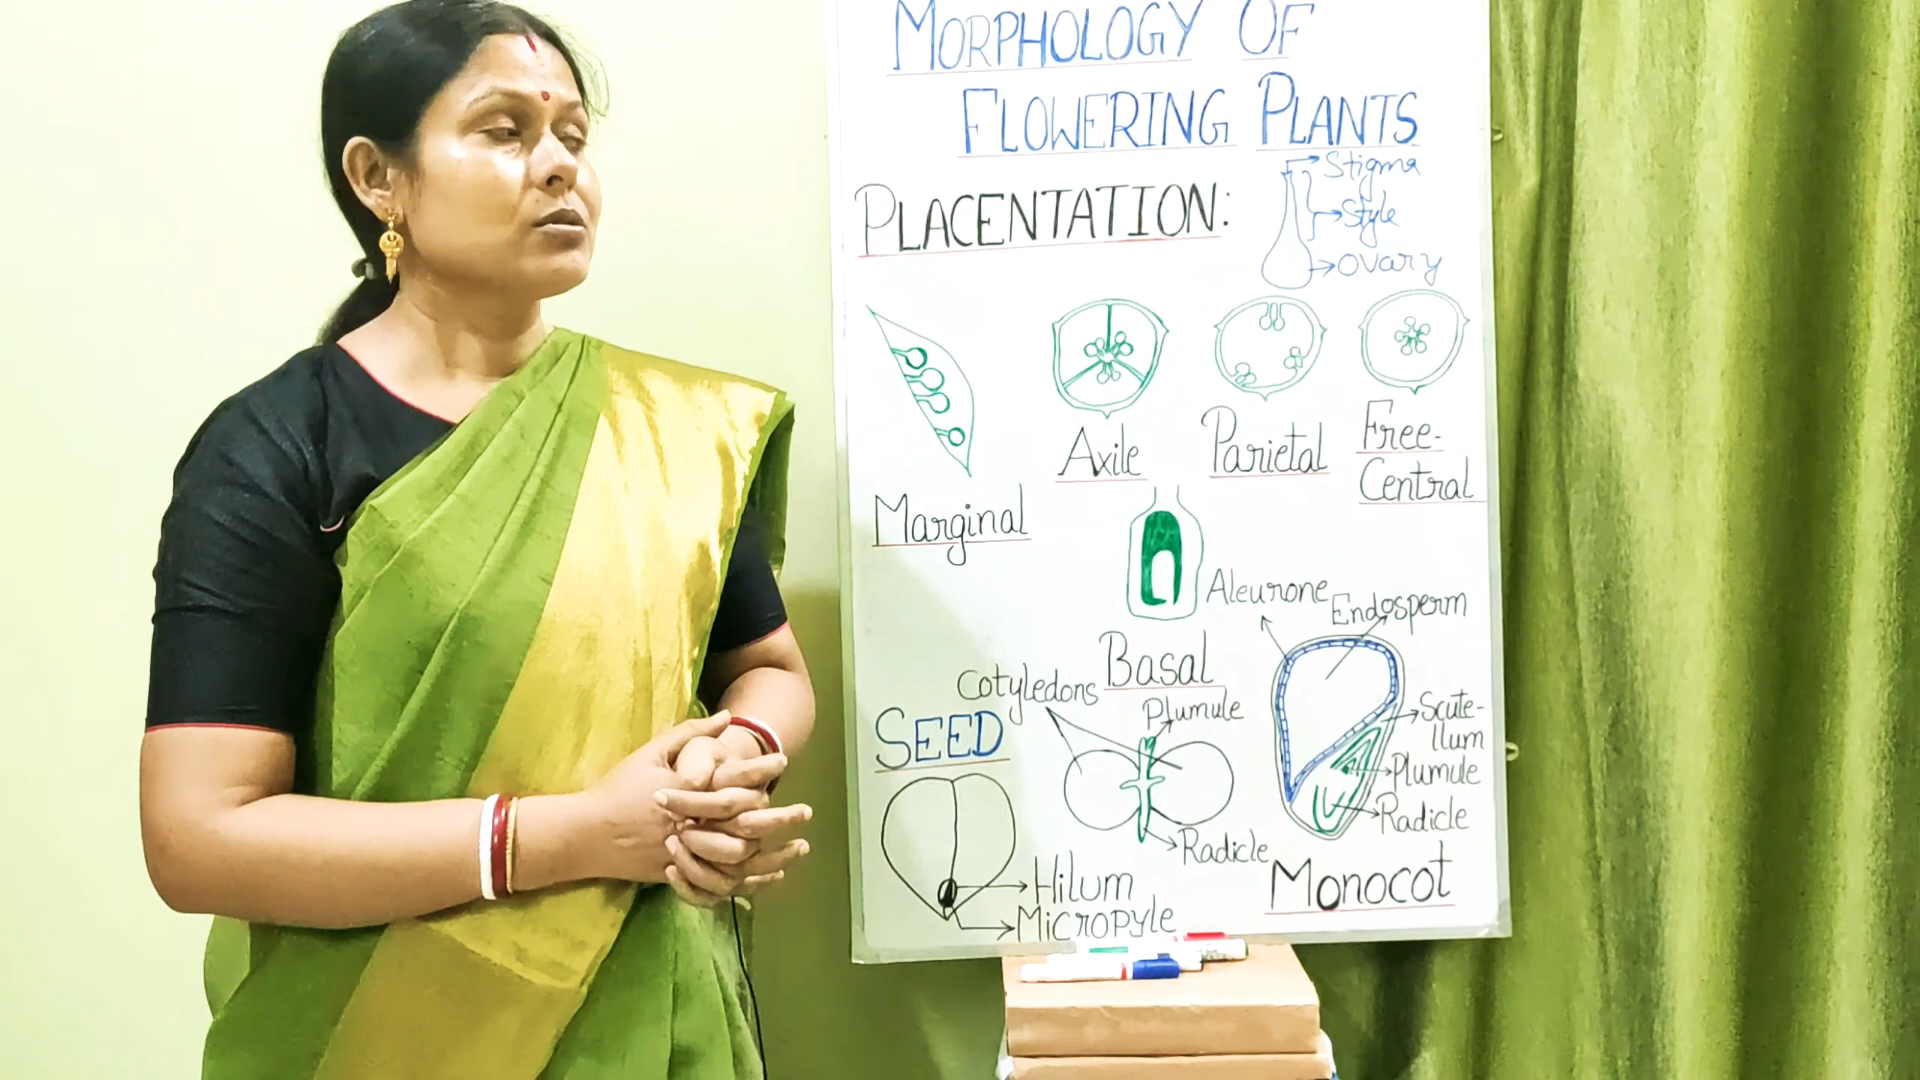 MORPHOLOGY OF
FLOWERING PLANTS
PLACENTATION:
Stigma
Style
Ovary
Marginal
Axile
Parietal
Free-
Central
Basal
SEED
Hilum
Micropyle
Cotyledons
Plumule
Radicle
Aleurone
Endosperm
Scute-
llum
Plumule
Radicle
Monocot